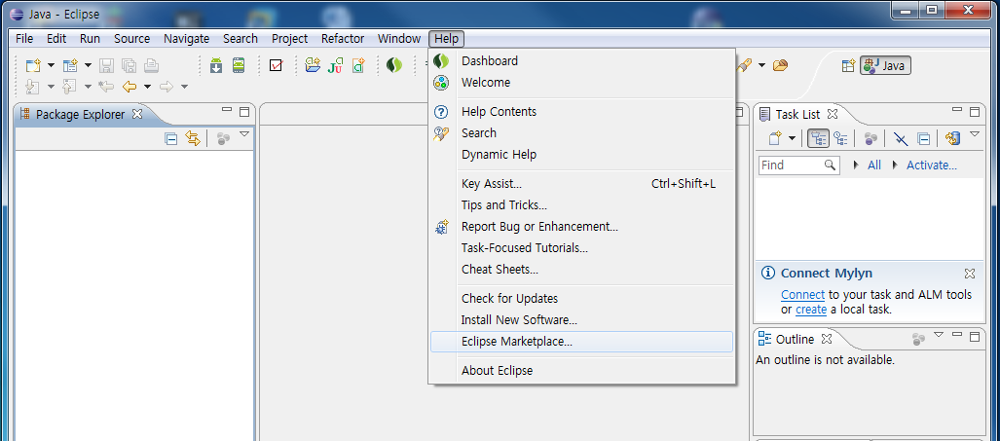 Java - Eclipse
File Edit Run Source Navigate Search Project Refactor Window Help
Java
Package Explorer
Dashboard
Welcome
Help Contents
Search
Dynamic Help
Key Assist... Ctrl+Shift+L
Tips and Tricks...
Report Bug or Enhancement...
Task-Focused Tutorials...
Cheat Sheets...
Check for Updates
Install New Software...
Eclipse Marketplace...
About Eclipse
Task List
Find All Activate...
Connect Mylyn
Connect to your task and ALM tools
or create a local task.
Outline
An outline is not available.